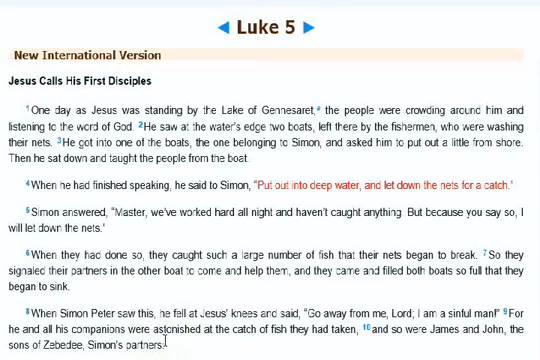 Luke 5
New International Version
Jesus Calls His First Disciples
1One day as Jesus was standing by the Lake of Gennesaret,a the people were crowding around him and
listening to the word of God. 2He saw at the water's edge two boats, left there by the fishermen, who were washing
their nets. 3He got into one of the boats, the one belonging to Simon, and asked him to put out a little from shore.
Then he sat down and taught the people from the boat.
4When he had finished speaking, he said to Simon, "Put out into deep water, and let down the nets for a catch."
5Simon answered, "Master, we've worked hard all night and haven't caught anything. But because you say so, I
will let down the nets."
6When they had done so, they caught such a large number of fish that their nets began to break. 7So they
signaled their partners in the other boat to come and help them, and they came and filled both boats so full that they
began to sink.
8When Simon Peter saw this, he fell at Jesus' knees and said, "Go away from me, Lord; I am a sinful man!" 9For
he and all his companions were astonished at the catch of fish they had taken, 10and so were James and John, the
sons of Zebedee, Simon's partners.